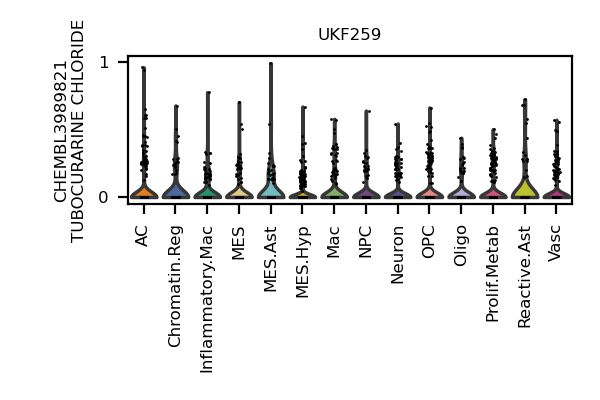 UKF259
CHEMBL3989821
TUBOCURARINE CHLORIDE
1
0
AC
Chromatin.Reg
Inflammatory.Mac
MES
MES.Ast
MES.Hyp
Mac
NPC
Neuron
OPC
Oligo
Prolif.Metab
Reactive.Ast
Vasc